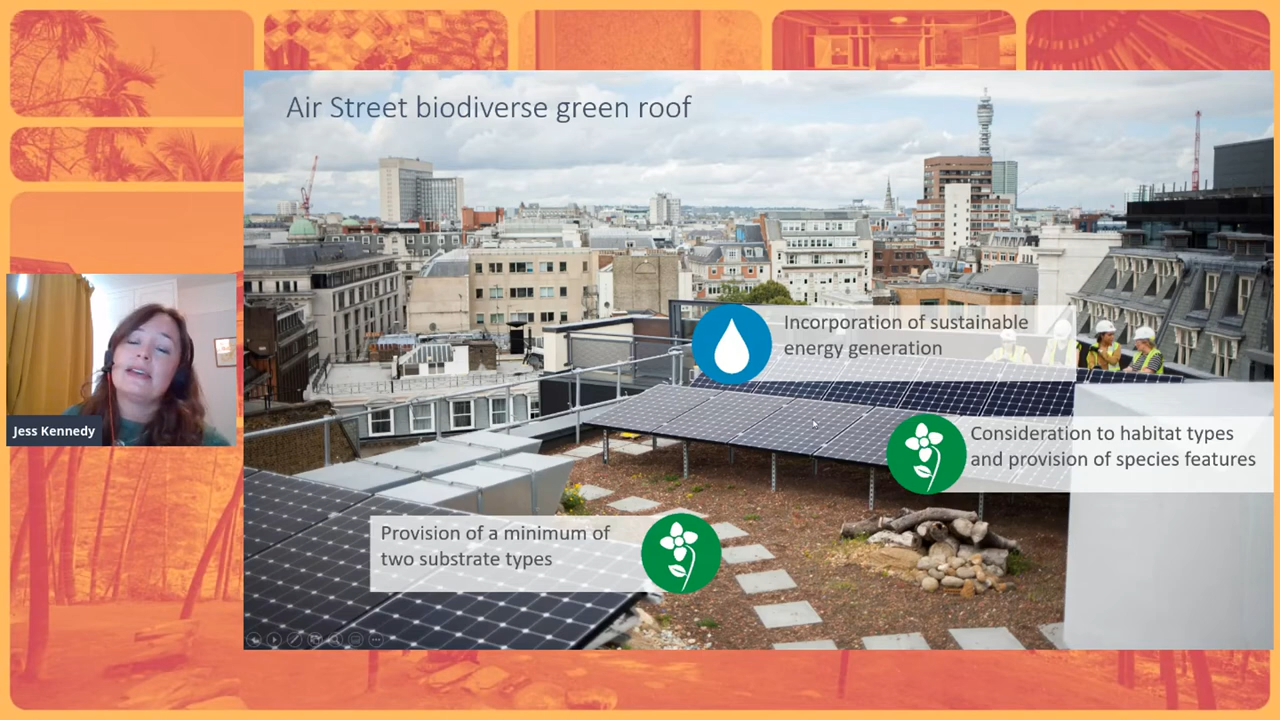 Air Street biodiverse green roof
Incorporation of sustainable
energy generation
Consideration to habitat types
and provision of species features
Jess Kennedy
Provision of a minimum of
two substrate types